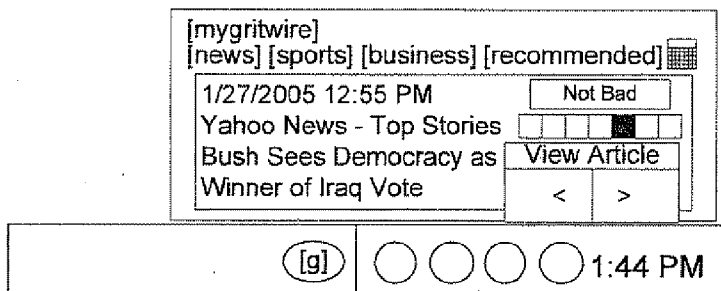 [mygritwire]
[news] [sports] [business] [recommended]
1/27/2005 12:55 PM
Not Bad
Yahoo News - Top Stories
Bush Sees Democracy as
View Article
Winner of Iraq Vote
< >
[g]
1:44 PM